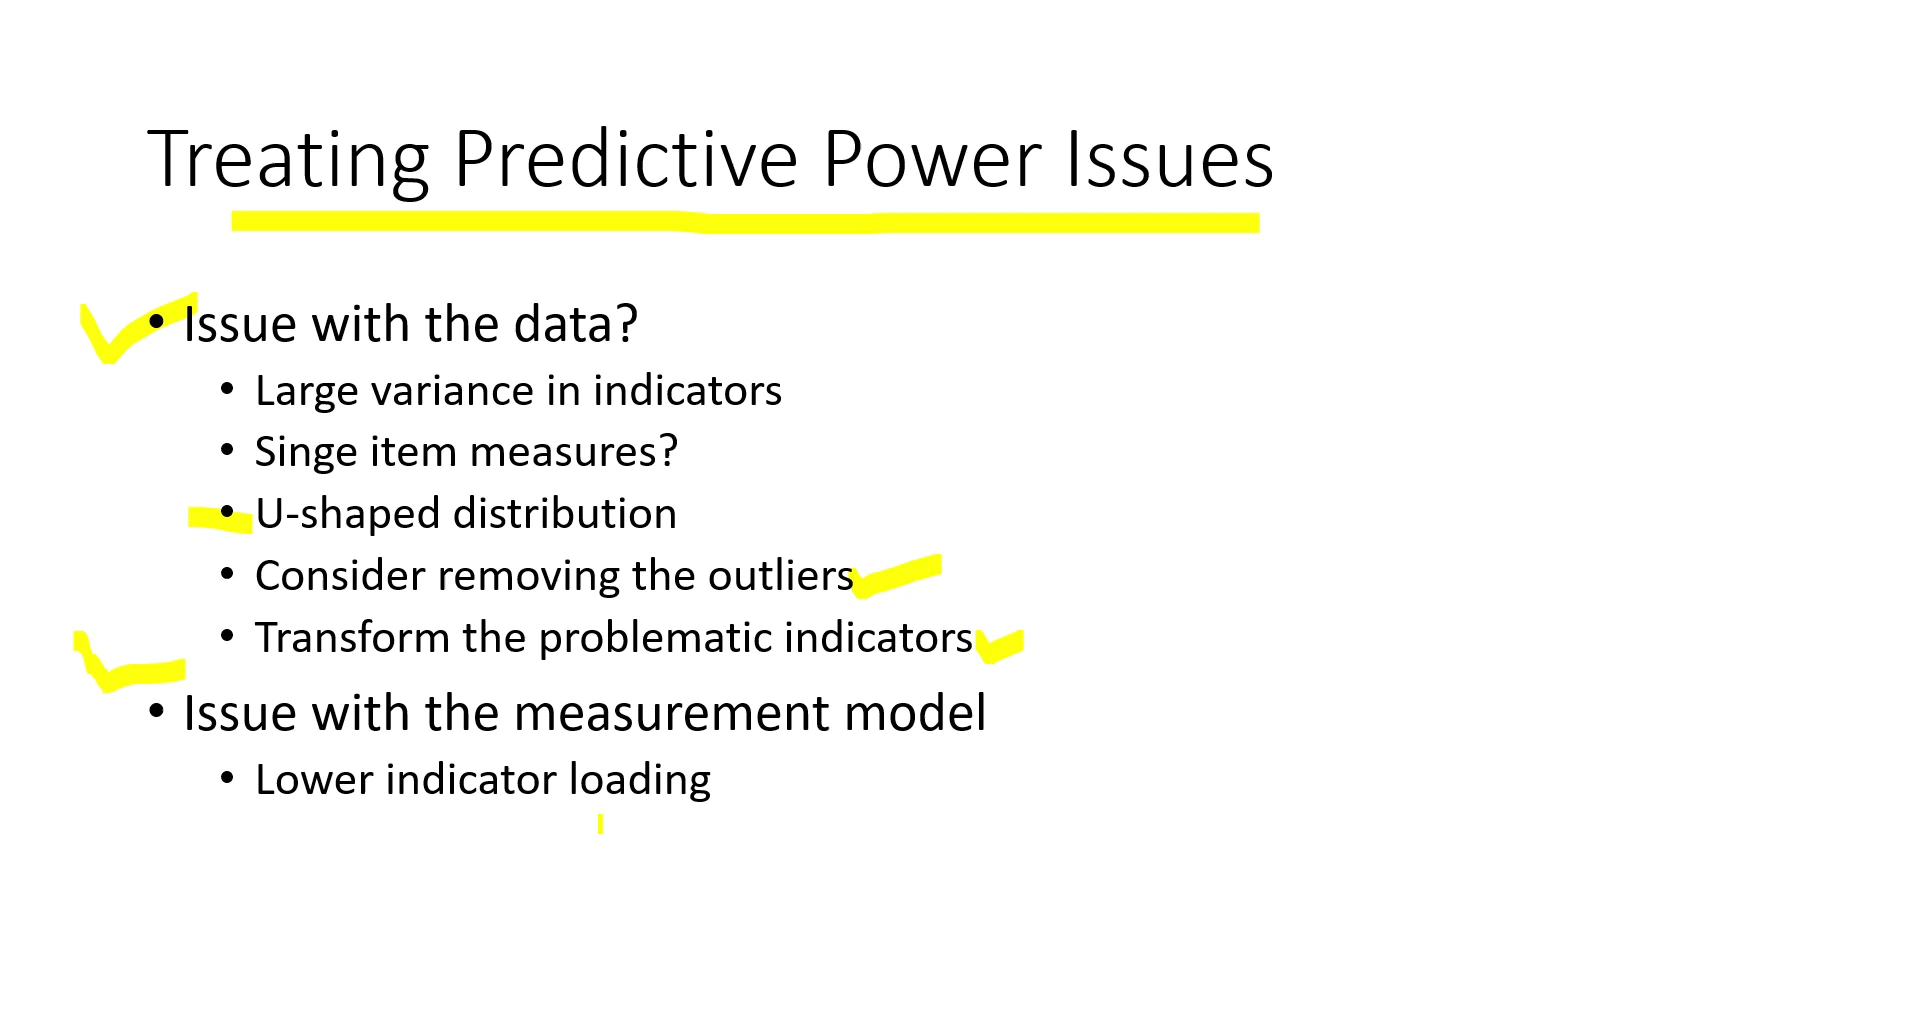 Treating Predictive Power Issues
• Issue with the data?
• Large variance in indicators
• Singe item measures?
• U-shaped distribution
• Consider removing the outliers
• Transform the problematic indicators
• Issue with the measurement model
• Lower indicator loading